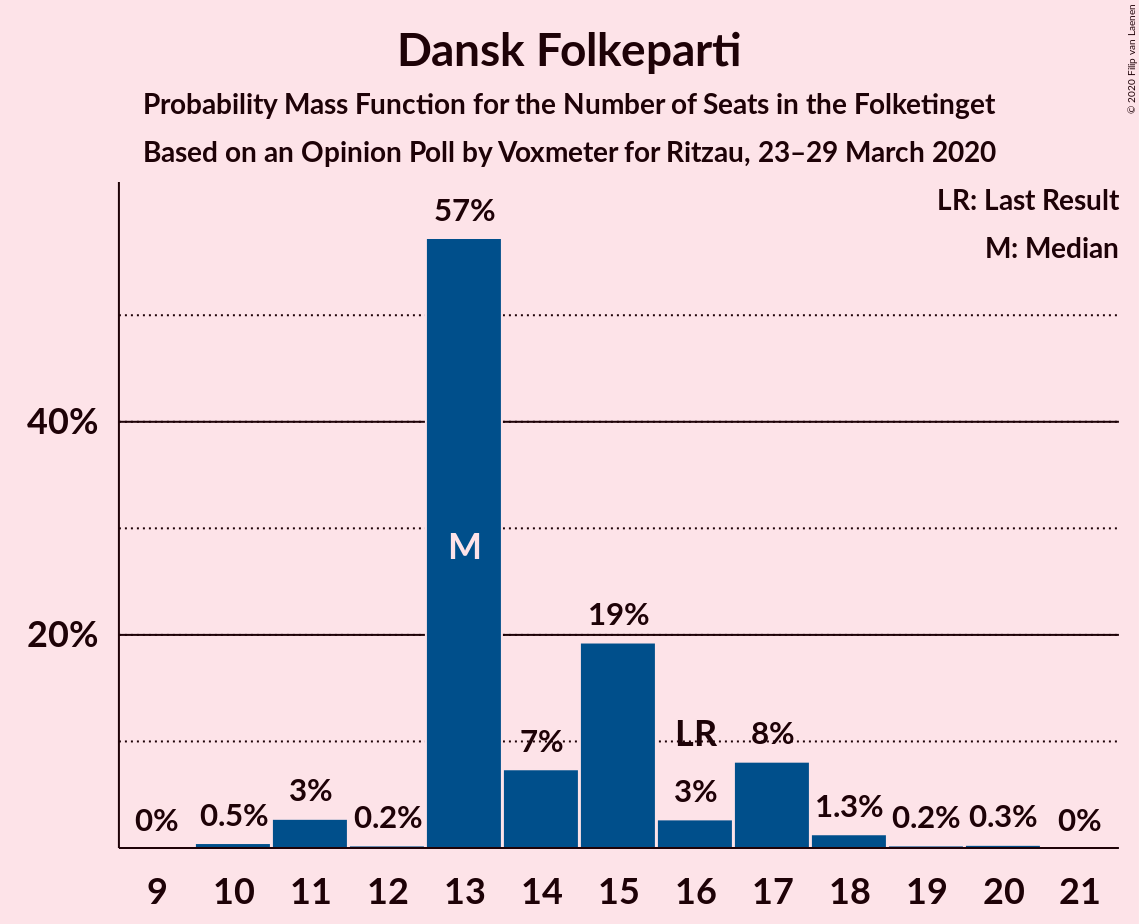 Dansk Folkeparti
Probability Mass Function for the Number of Seats in the Folketinget
Based on an Opinion Poll by Voxmeter for Ritzau, 23–29 March 2020
© 2020 Filip van Laenen
LR: Last Result
M: Median
40%
20%
0%
0.5%
3%
0.2%
57%
M
7%
19%
LR
3%
8%
1.3%
0.2%
0.3%
0%
9 10 11 12 13 14 15 16 17 18 19 20 21